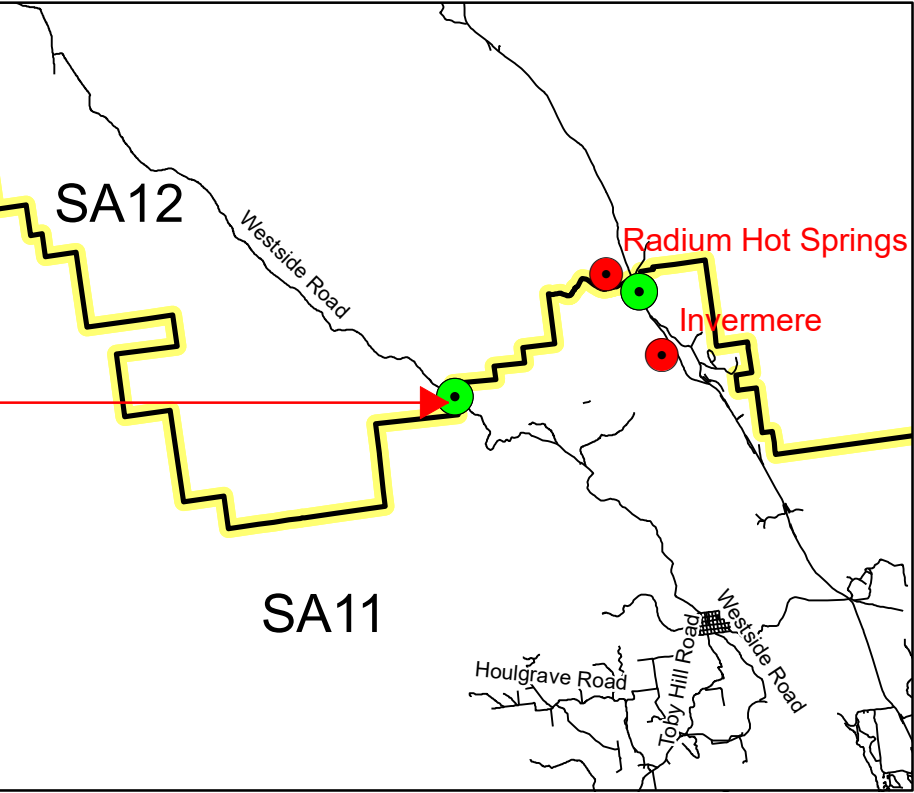 SA12
Westside Road
Radium Hot Springs
Invermere
SA11
Westside Road
Toby Hill Road
Houlgrave Road